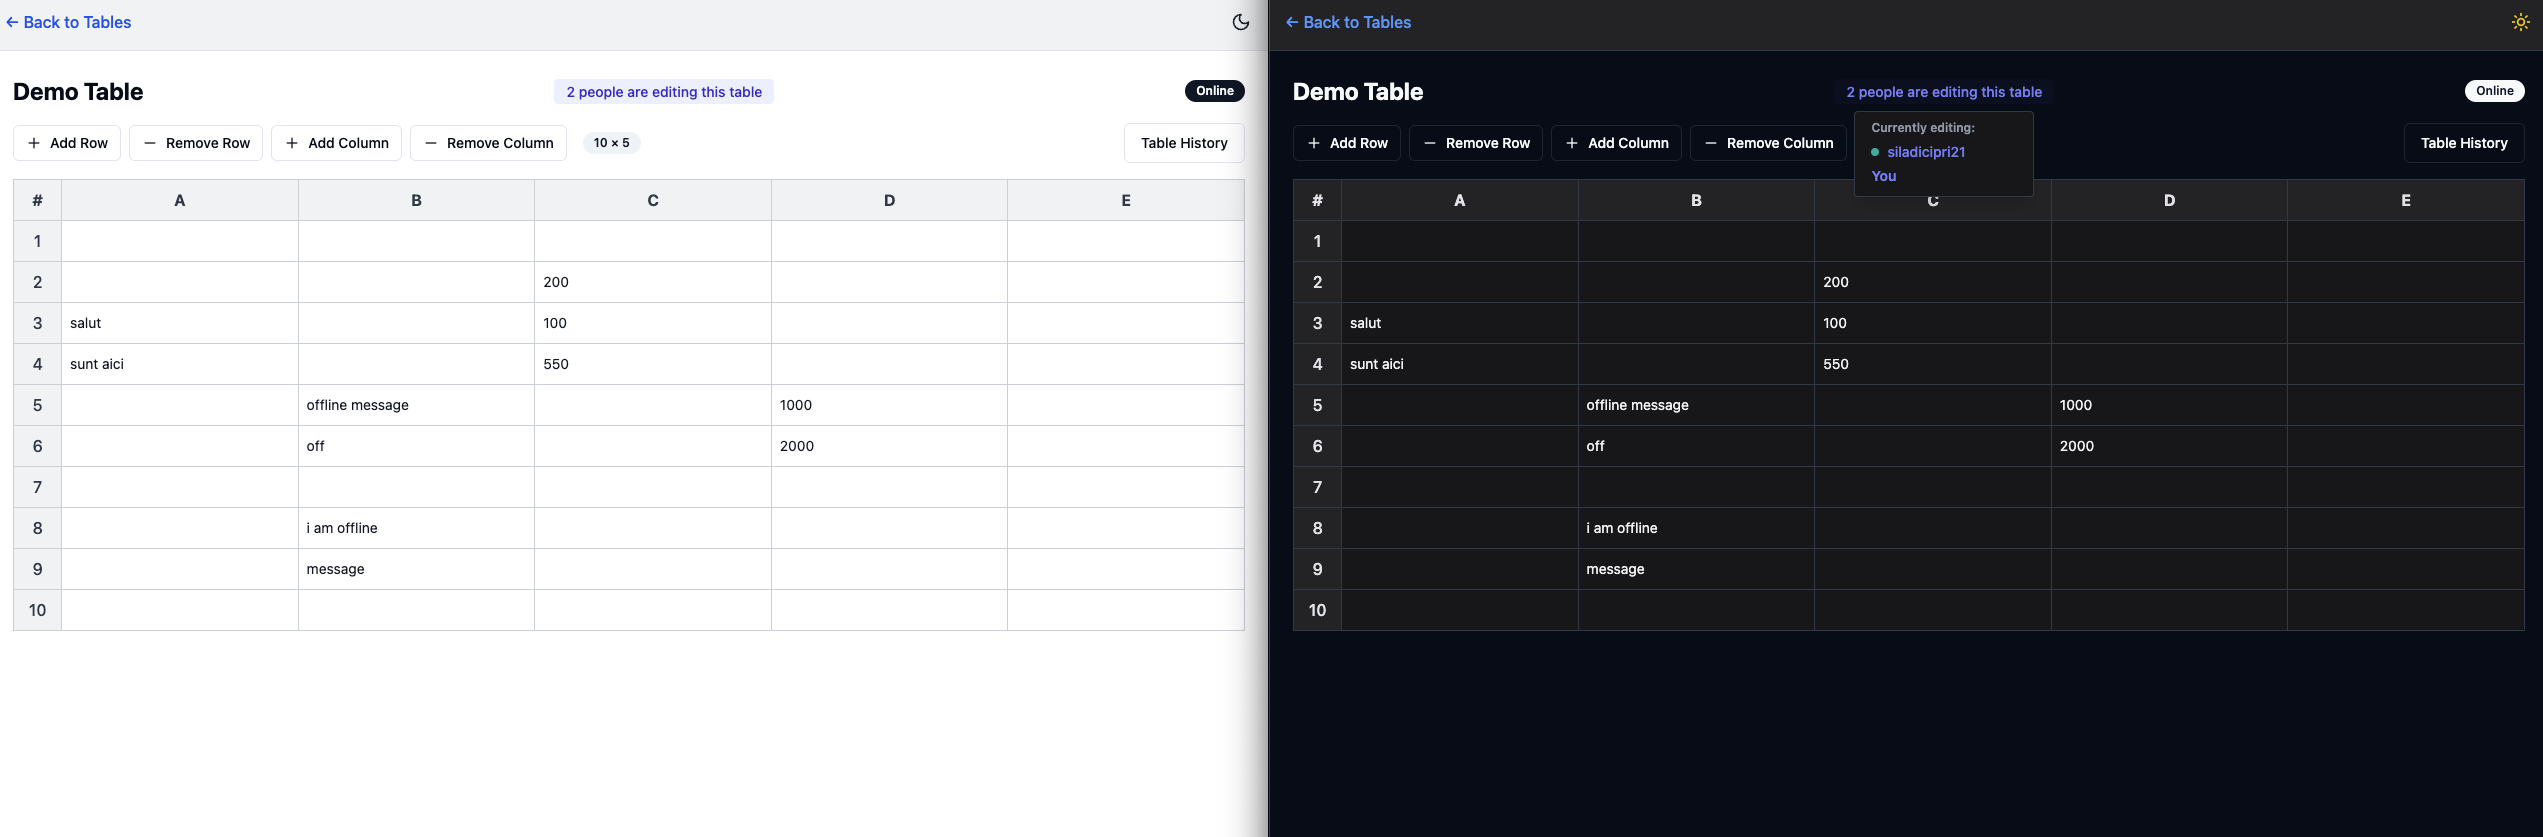 ← Back to Tables
Demo Table
2 people are editing this table
Online
+ Add Row
− Remove Row
+ Add Column
− Remove Column
10 × 5
Table History
# A B C D E
1
2 200
3 salut 100
4 sunt aici 550
5 offline message 1000
6 off 2000
7
8 i am offline
9 message
10
← Back to Tables
Demo Table
2 people are editing this table
Online
+ Add Row
− Remove Row
+ Add Column
− Remove Column
Currently editing:
siladicipri21
You
Table History
# A B C D E
1
2 200
3 salut 100
4 sunt aici 550
5 offline message 1000
6 off 2000
7
8 i am offline
9 message
10